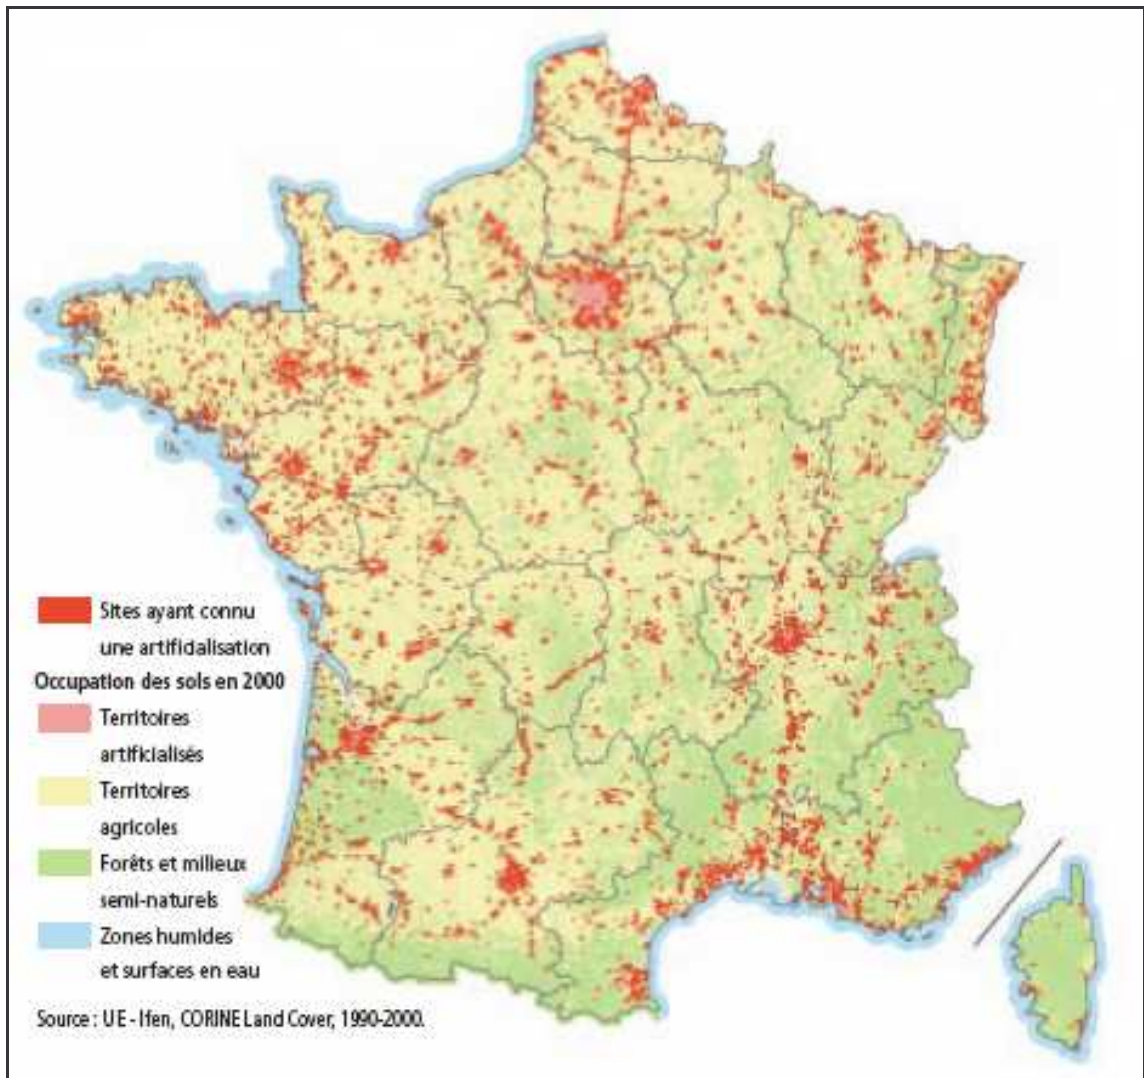 Sites ayant connu
une artificialisation
Occupation des sols en 2000
Territoires
artificialisés
Territoires
agricoles
Forêts et milieux
semi-naturels
Zones humides
et surfaces en eau
Source : UE - Ifen, CORINE Land Cover, 1990-2000.